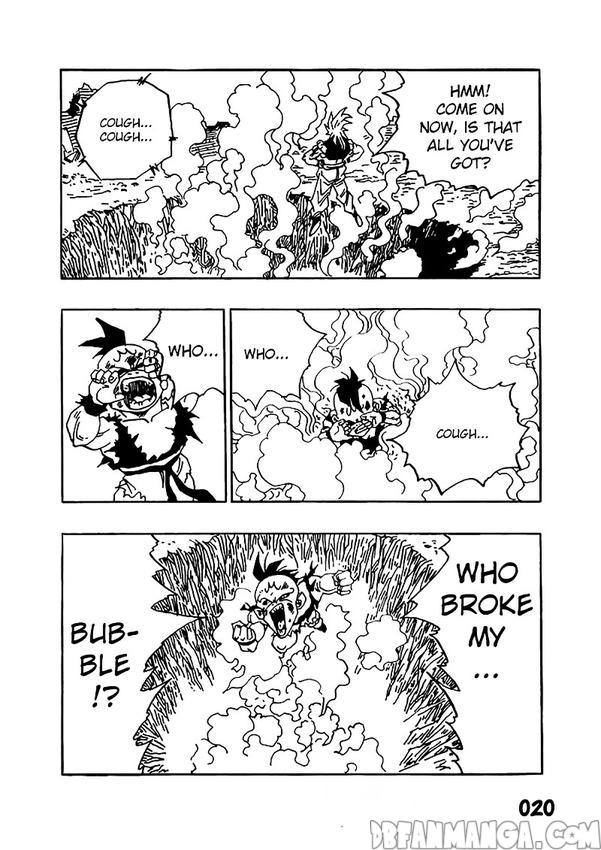 HMM!
COME ON
NOW, IS THAT
ALL YOU'VE
GOT?
COUGH...
COUGH...
COUGH...
WHO...
WHO...
WHO
BROKE
MY
...
BUB-
BLE
!?
020
DBFANMANGA.COM